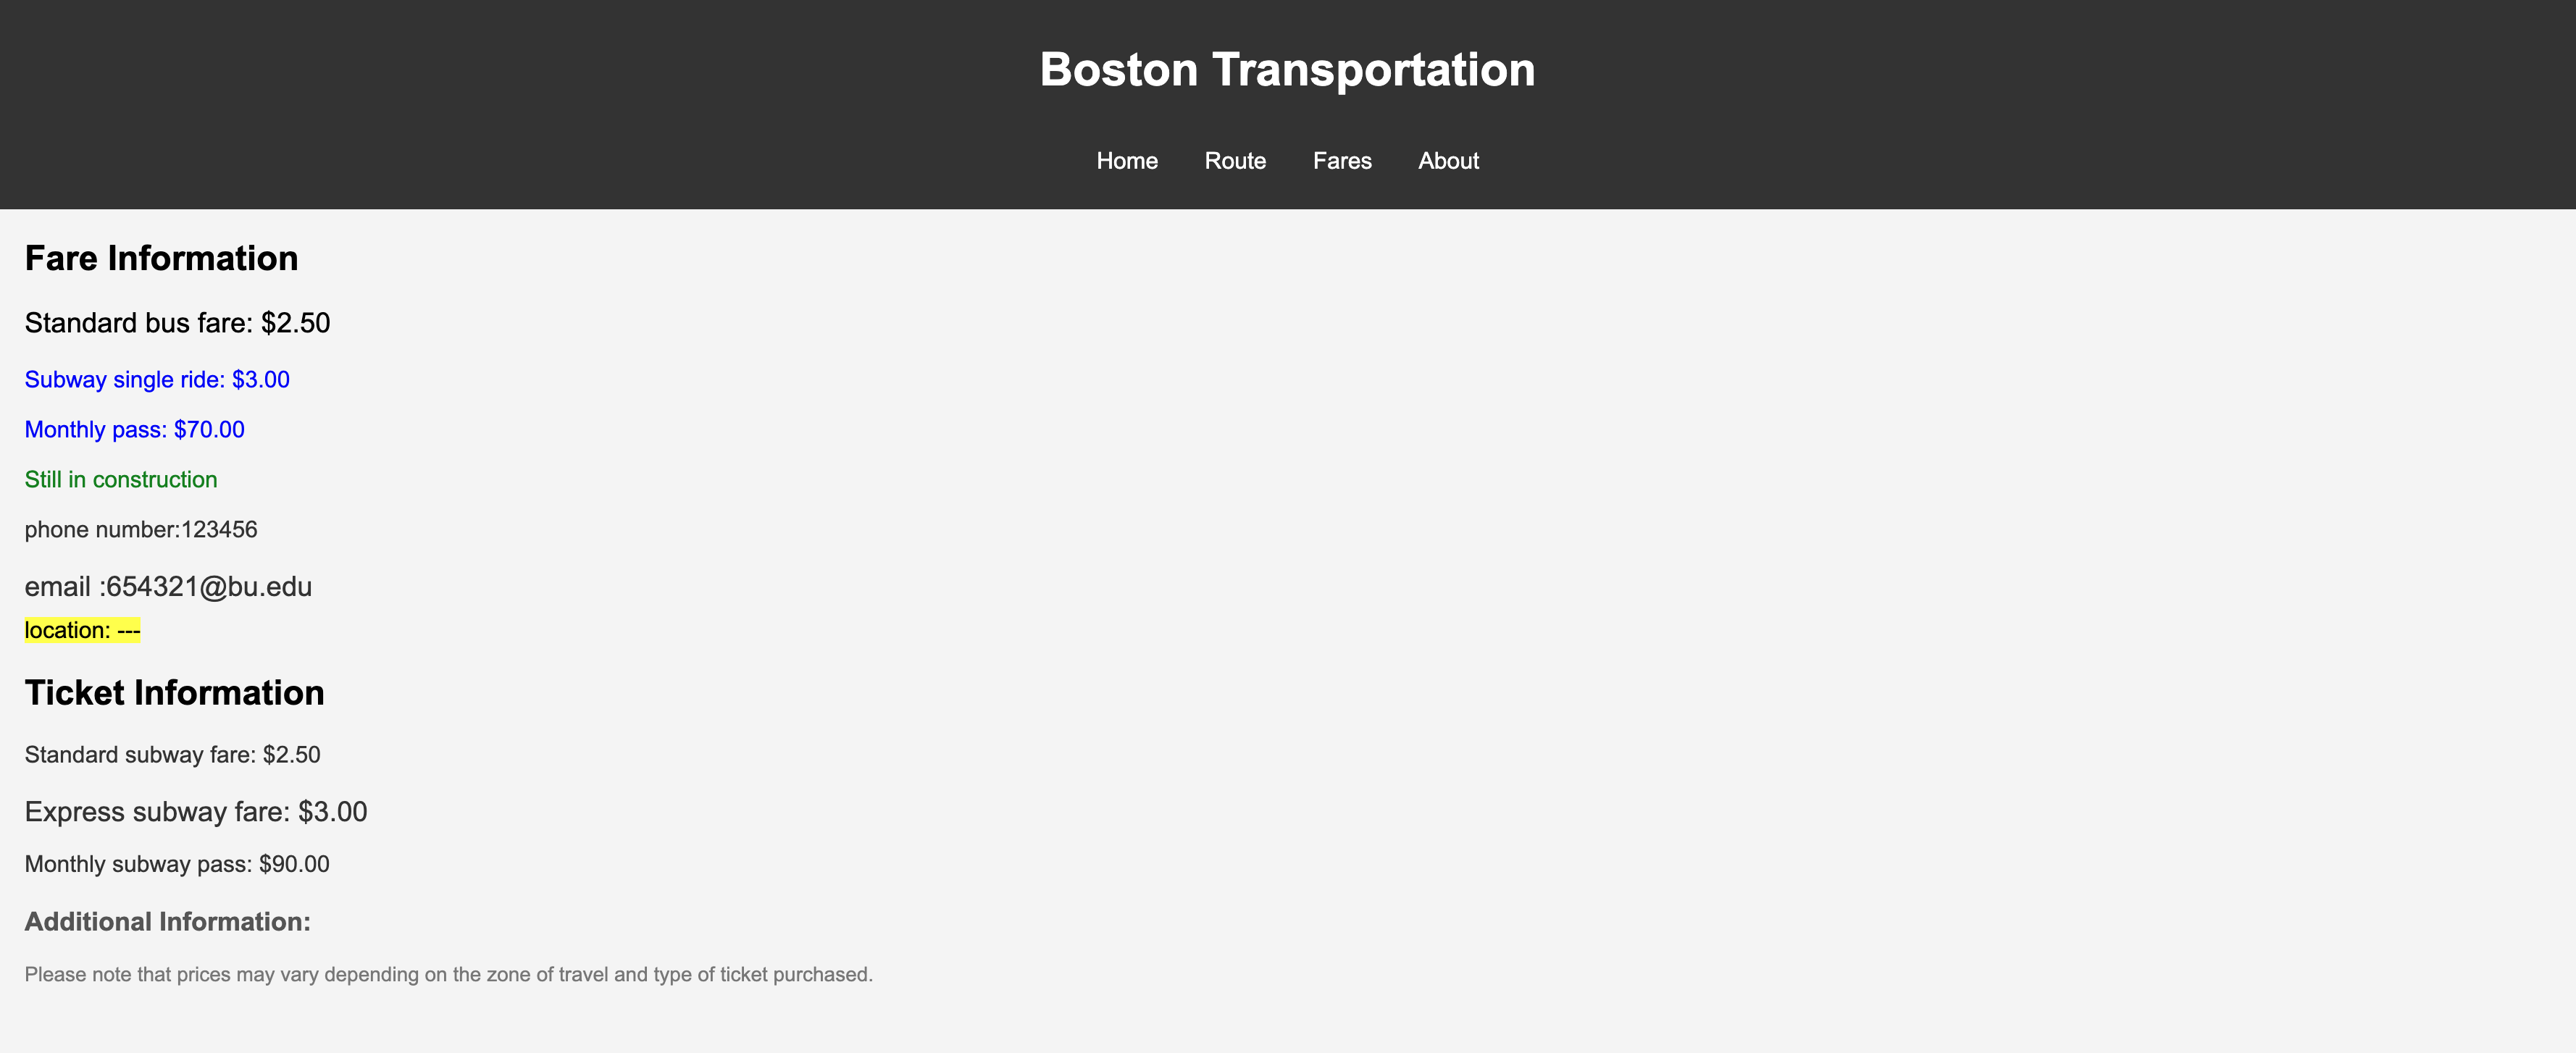 Boston Transportation
Home Route Fares About
Fare Information
Standard bus fare: $2.50
Subway single ride: $3.00
Monthly pass: $70.00
Still in construction
phone number:123456
email :654321@bu.edu
location: ---
Ticket Information
Standard subway fare: $2.50
Express subway fare: $3.00
Monthly subway pass: $90.00
Additional Information:
Please note that prices may vary depending on the zone of travel and type of ticket purchased.